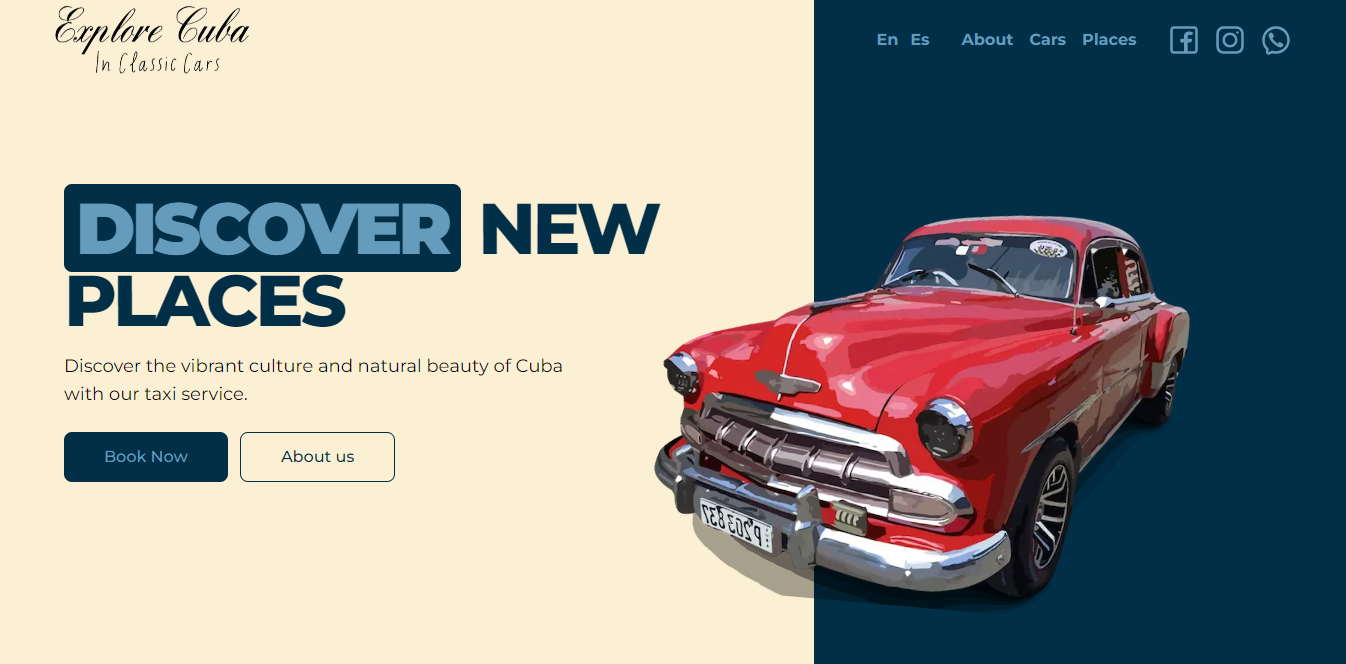 Explore Cuba
In Classic Cars
En Es About Cars Places
DISCOVER NEW
PLACES
Discover the vibrant culture and natural beauty of Cuba
with our taxi service.
Book Now About us
P 203 837